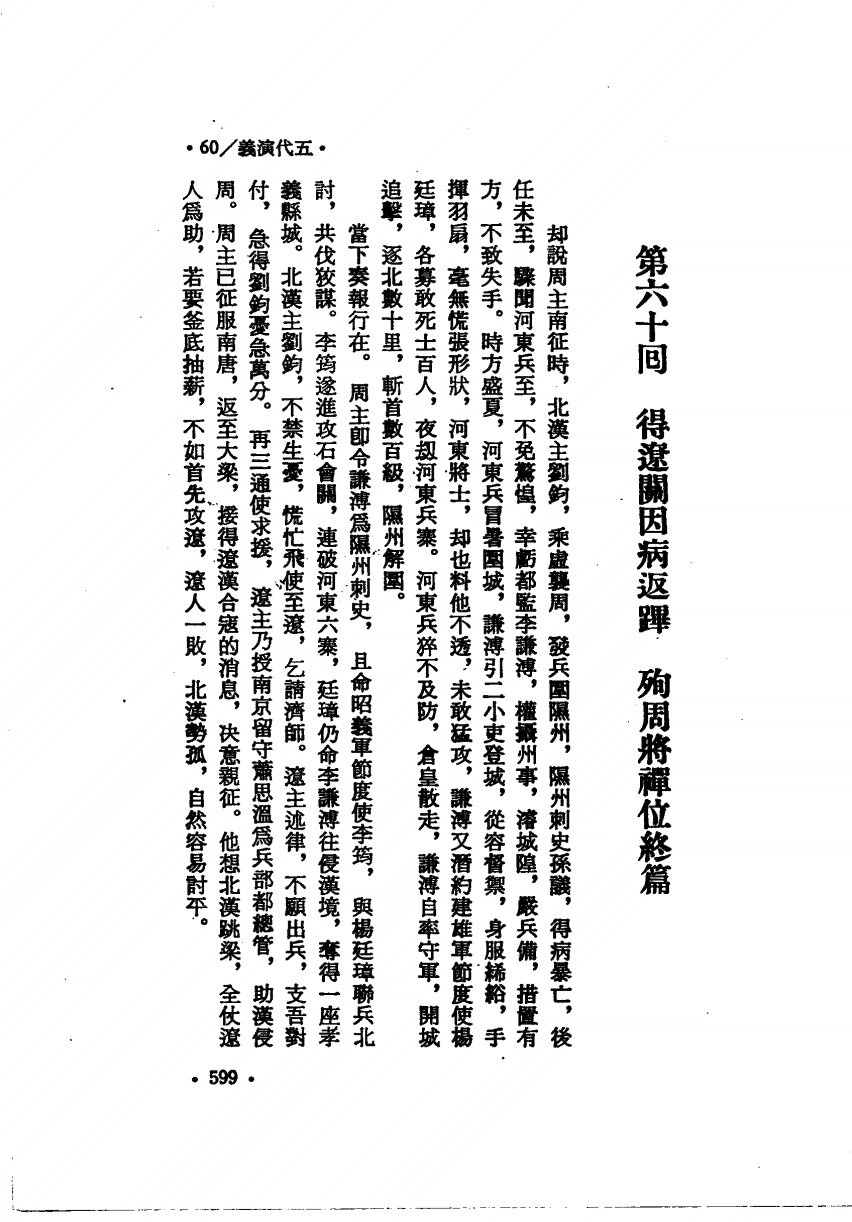 •60／義演代五•
第六十回　得遼關因病返蹕　殉周將禪位終篇
却說周主南征時，北漢主劉鈞，乘虛襲周，發兵圍隰州，隰州刺史孫議，得病暴亡，後
任未至，驟聞河東兵至，不免驚惶，幸虧都監李謙溥，權攝州事，濬城隍，嚴兵備，措置有
方，不致失手。時方盛夏，河東兵冒暑圍城，謙溥引二小吏登城，從容督禦，身服絺綌，手
揮羽扇，毫無慌張形狀，河東將士，却也料他不透，未敢猛攻，謙溥又潛約建雄軍節度使楊
廷璋，各募敢死士百人，夜刼河東兵寨。河東兵猝不及防，倉皇散走，謙溥自率守軍，開城
追擊，逐北數十里，斬首數百級，隰州解圍。
當下奏報行在。周主卽令謙溥爲隰州刺史，且命昭義軍節度使李筠，與楊廷璋聯兵北
討，共伐狡謀。李筠遂進攻石會關，連破河東六寨，廷璋仍命李謙溥往侵漢境，奪得一座孝
義縣城。北漢主劉鈞，不禁生憂，慌忙飛使至遼，乞請濟師。遼主述律，不願出兵，支吾對
付，急得劉鈞憂急萬分。再三通使求援，遼主乃授南京留守蕭思溫爲兵部都總管，助漢侵
周。周主已征服南唐，返至大梁，接得遼漢合寇的消息，決意親征。他想北漢跳梁，全仗遼
人爲助，若要釜底抽薪，不如首先攻遼，遼人一敗，北漢勢孤，自然容易討平。
•599•